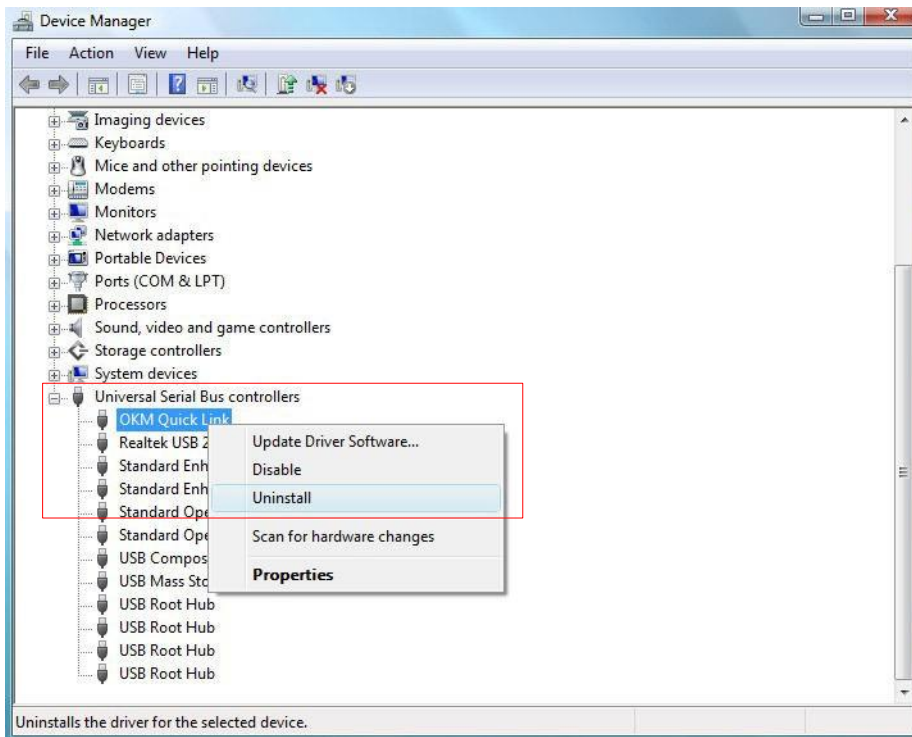 Device Manager
File Action View Help
Imaging devices
Keyboards
Mice and other pointing devices
Modems
Monitors
Network adapters
Portable Devices
Ports (COM & LPT)
Processors
Sound, video and game controllers
Storage controllers
System devices
Universal Serial Bus controllers
OKM Quick Link
Realtek USB 2
Standard Enh
Standard Enh
Standard Ope
Standard Ope
USB Compos
USB Mass Sto
USB Root Hub
USB Root Hub
USB Root Hub
USB Root Hub
Update Driver Software...
Disable
Uninstall
Scan for hardware changes
Properties
Uninstalls the driver for the selected device.